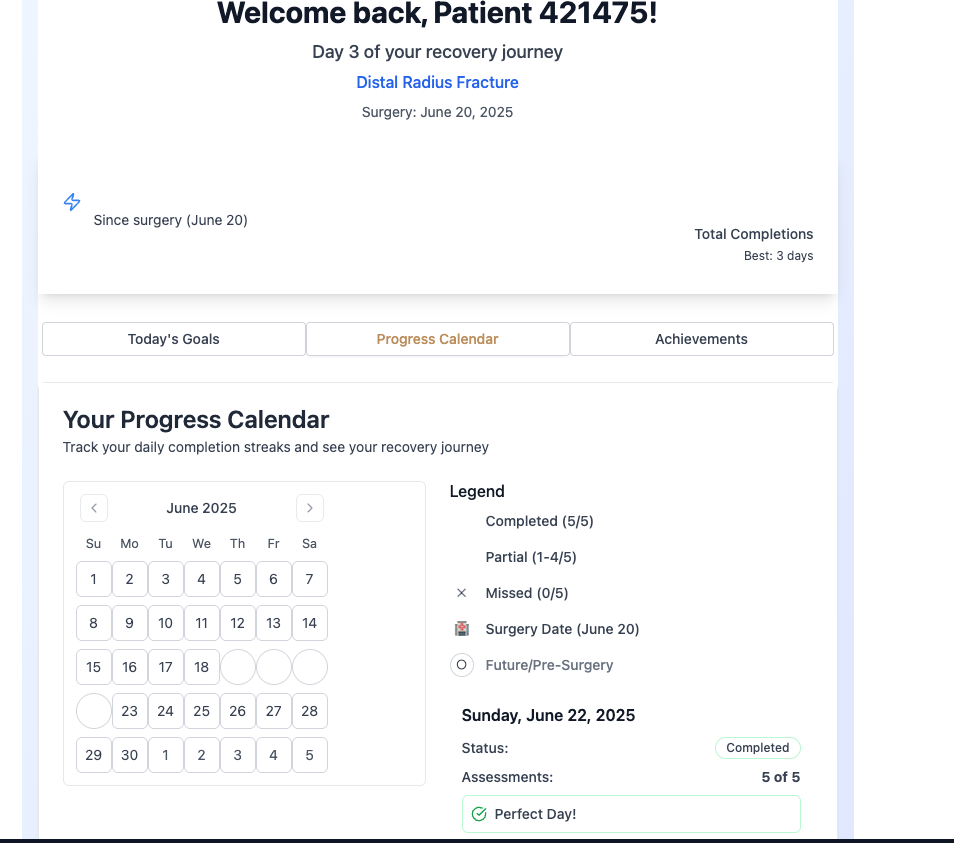 Welcome back, Patient 421475!
Day 3 of your recovery journey
Distal Radius Fracture
Surgery: June 20, 2025
Since surgery (June 20)
Total Completions
Best: 3 days
Today's Goals Progress Calendar Achievements
Your Progress Calendar
Track your daily completion streaks and see your recovery journey
June 2025
Su Mo Tu We Th Fr Sa
1 2 3 4 5 6 7
8 9 10 11 12 13 14
15 16 17 18
23 24 25 26 27 28
29 30 1 2 3 4 5
Legend
Completed (5/5)
Partial (1-4/5)
Missed (0/5)
Surgery Date (June 20)
Future/Pre-Surgery
Sunday, June 22, 2025
Status: Completed
Assessments: 5 of 5
Perfect Day!